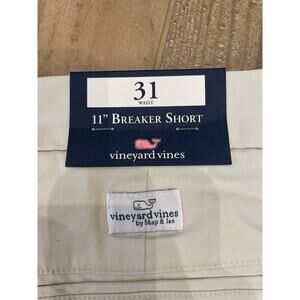 31
WAIST
11" BREAKER SHORT
vineyard vines
vineyard vines
by Shep & Ian